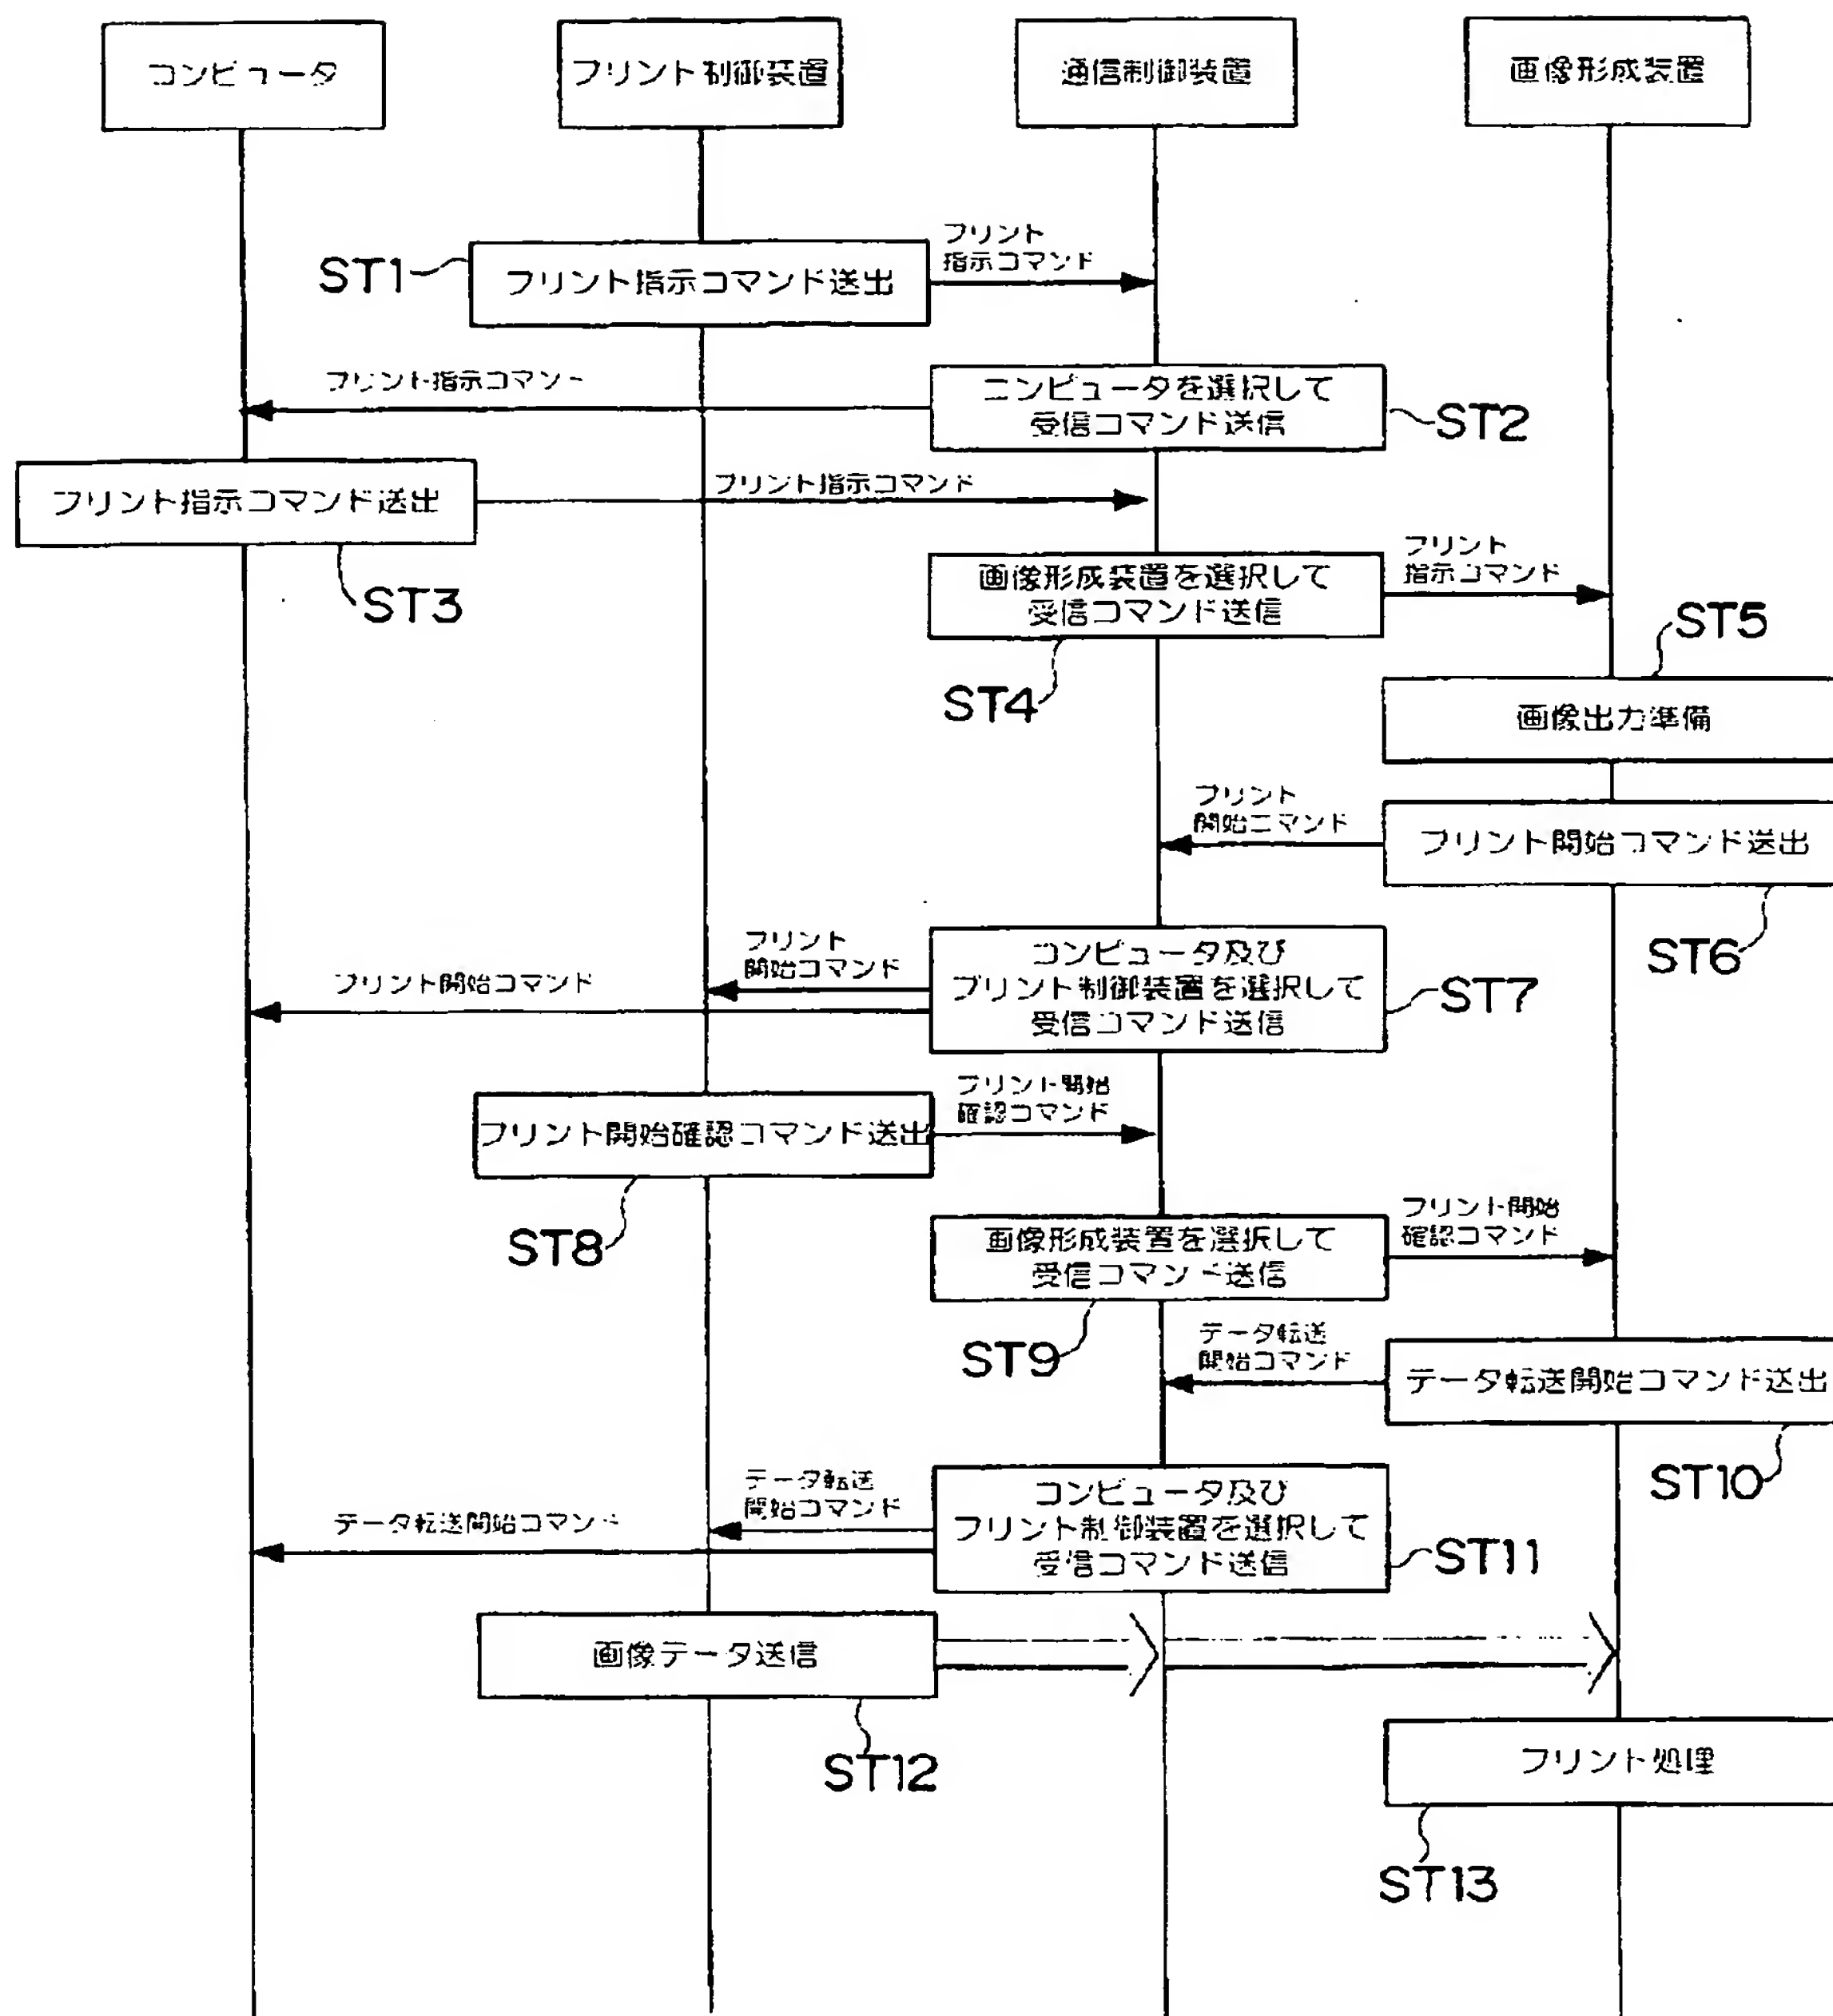 コンピュータ
プリント制御装置
通信制御装置
画像形成装置
プリント
指示コマンド
ST1
プリント指示コマンド送出
プリント指示コマンド
コンピュータを選択して
受信コマンド送信
ST2
プリント指示コマンド送出
プリント指示コマンド
ST3
画像形成装置を選択して
受信コマンド送信
プリント
指示コマンド
ST4
ST5
画像出力準備
プリント
開始コマンド
プリント開始コマンド送出
ST6
プリント開始コマンド
プリント
開始コマンド
コンピュータ及び
プリント制御装置を選択して
受信コマンド送信
ST7
プリント開始確認コマンド送出
プリント開始
確認コマンド
ST8
画像形成装置を選択して
受信コマンド送信
プリント開始
確認コマンド
ST9
データ転送
開始コマンド
データ転送開始コマンド送出
ST10
データ転送開始コマンド
データ転送
開始コマンド
コンピュータ及び
プリント制御装置を選択して
受信コマンド送信
ST11
画像データ送信
ST12
プリント処理
ST13